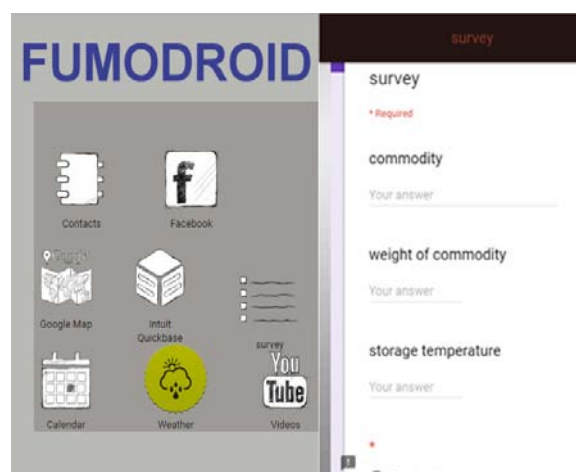 FUMODROID
Contacts
Facebook
Google
Google Map
Intuit
Quickbase
survey
Calendar
Weather
You
Tube
Videos
survey
survey
* Required
commodity
Your answer
weight of commodity
Your answer
storage temperature
Your answer
*